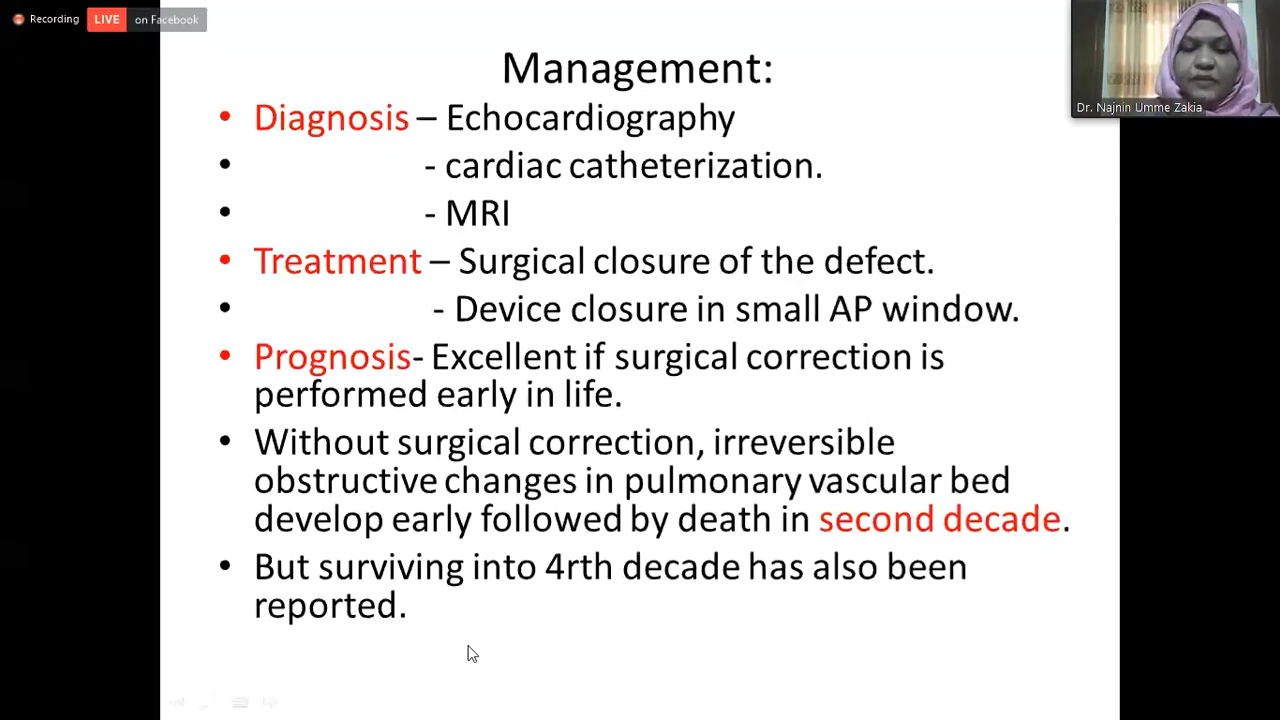 Recording LIVE on Facebook
Dr. Najnin Umme Zakia
Management:
• Diagnosis – Echocardiography
• - cardiac catheterization.
• - MRI
• Treatment – Surgical closure of the defect.
• - Device closure in small AP window.
• Prognosis- Excellent if surgical correction is
performed early in life.
• Without surgical correction, irreversible
obstructive changes in pulmonary vascular bed
develop early followed by death in second decade.
• But surviving into 4rth decade has also been
reported.